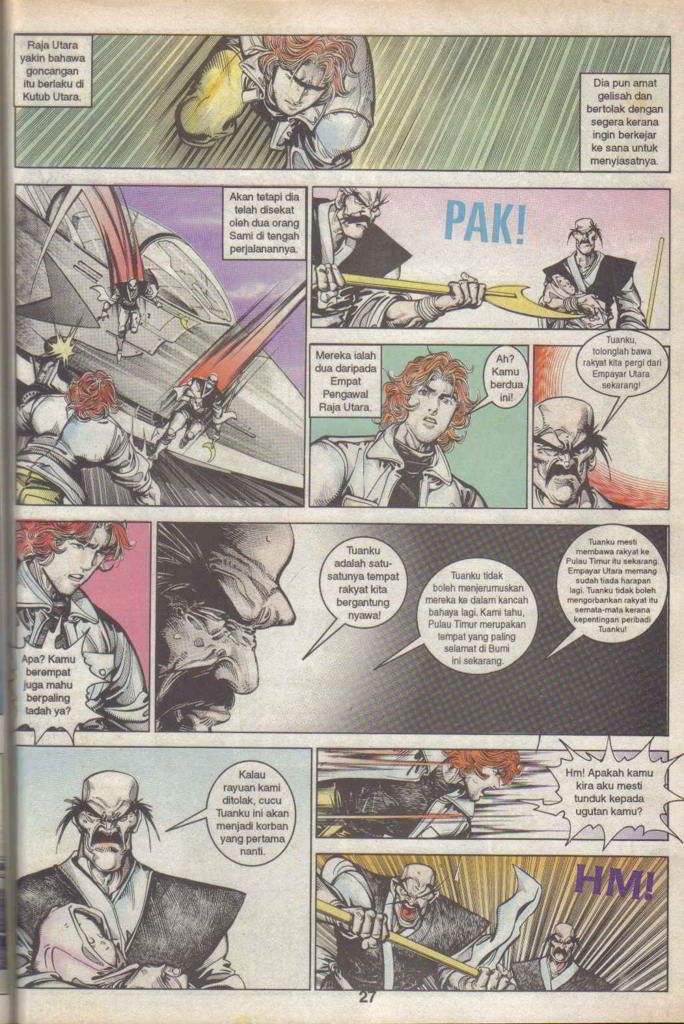 Raja Utara
yakin bahawa
goncangan
itu berlaku di
Kutub Utara.
Dia pun amat
gelisah dan
bertolak dengan
segera kerana
ingin berkejar
ke sana untuk
menyiasatnya.
Akan tetapi dia
telah disekat
oleh dua orang
Sami di tengah
perjalanannya.
PAK!
Mereka ialah
dua daripada
Empat
Pengawal
Raja Utara.
Ah?
Kamu
berdua
ini!
Tuanku,
tolonglah bawa
rakyat kita pergi dari
Empayar Utara
sekarang!
Apa? Kamu
berempat
juga mahu
berpaling
tadah ya?
Tuanku
adalah satu-
satunya tempat
rakyat kita
bergantung
nyawa!
Tuanku tidak
boleh menjerumuskan
mereka ke dalam kancah
bahaya lagi. Kami tahu,
Pulau Timur merupakan
tempat yang paling
selamat di Bumi
ini sekarang.
Tuanku mesti
membawa rakyat ke
Pulau Timur itu sekarang.
Empayar Utara memang
sudah tiada harapan
lagi. Tuanku tidak boleh
mengorbankan rakyat itu
semata-mata kerana
kepentingan peribadi
Tuanku!
Kalau
rayuan kami
ditolak, cucu
Tuanku ini akan
menjadi korban
yang pertama
nanti.
Hm! Apakah kamu
kira aku mesti
tunduk kepada
ugutan kamu?
HM!
27